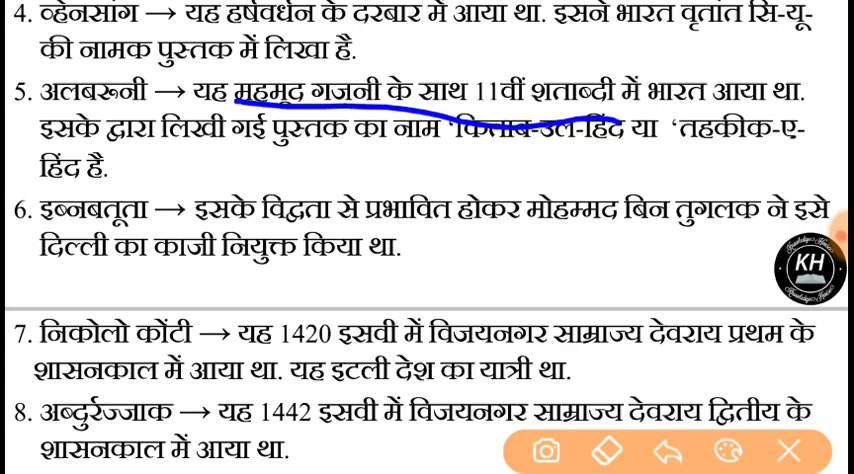 4. व्हेनसांग → यह हर्षवर्धन के दरबार में आया था. इसने भारत वृतांत सि-यू-
की नामक पुस्तक में लिखा है.
5. अलबरूनी → यह महमूद गजनी के साथ 11वीं शताब्दी में भारत आया था.
इसके द्वारा लिखी गई पुस्तक का नाम ‘किताब-उल-हिंद या ‘तहकीक-ए-
हिंद है.
6. इब्नबतूता → इसके विद्वता से प्रभावित होकर मोहम्मद बिन तुगलक ने इसे
दिल्ली का काजी नियुक्त किया था.
KH
7. निकोलो कोंटी → यह 1420 इसवी में विजयनगर साम्राज्य देवराय प्रथम के
शासनकाल में आया था. यह इटली देश का यात्री था.
8. अब्दुर्रज्जाक → यह 1442 इसवी में विजयनगर साम्राज्य देवराय द्वितीय के
शासनकाल में आया था.